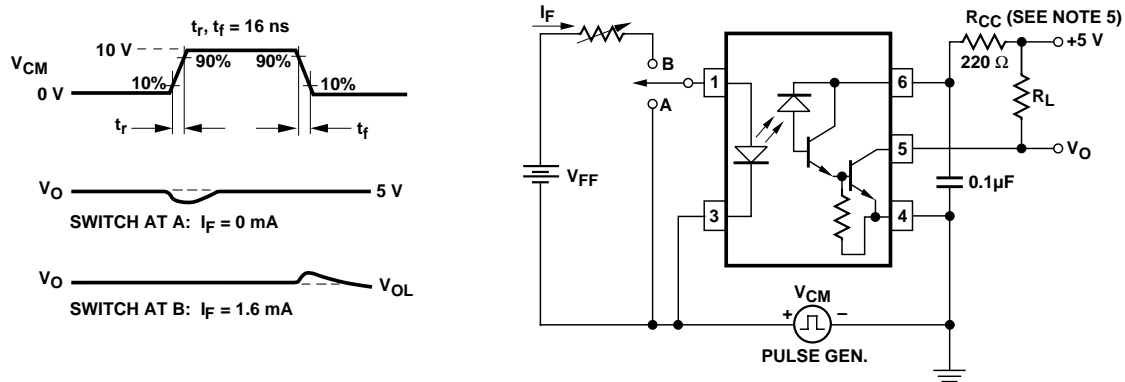 t_r, t_f = 16 ns
10 V
V_CM
90% 90%
10% 10%
0 V
t_r t_f
V_O 5 V
SWITCH AT A: I_F = 0 mA
V_O V_OL
SWITCH AT B: I_F = 1.6 mA
I_F
B
A
V_FF
1
3
6
5
4
R_CC (SEE NOTE 5)
+5 V
220 Ω
R_L
V_O
0.1µF
V_CM
+ –
PULSE GEN.